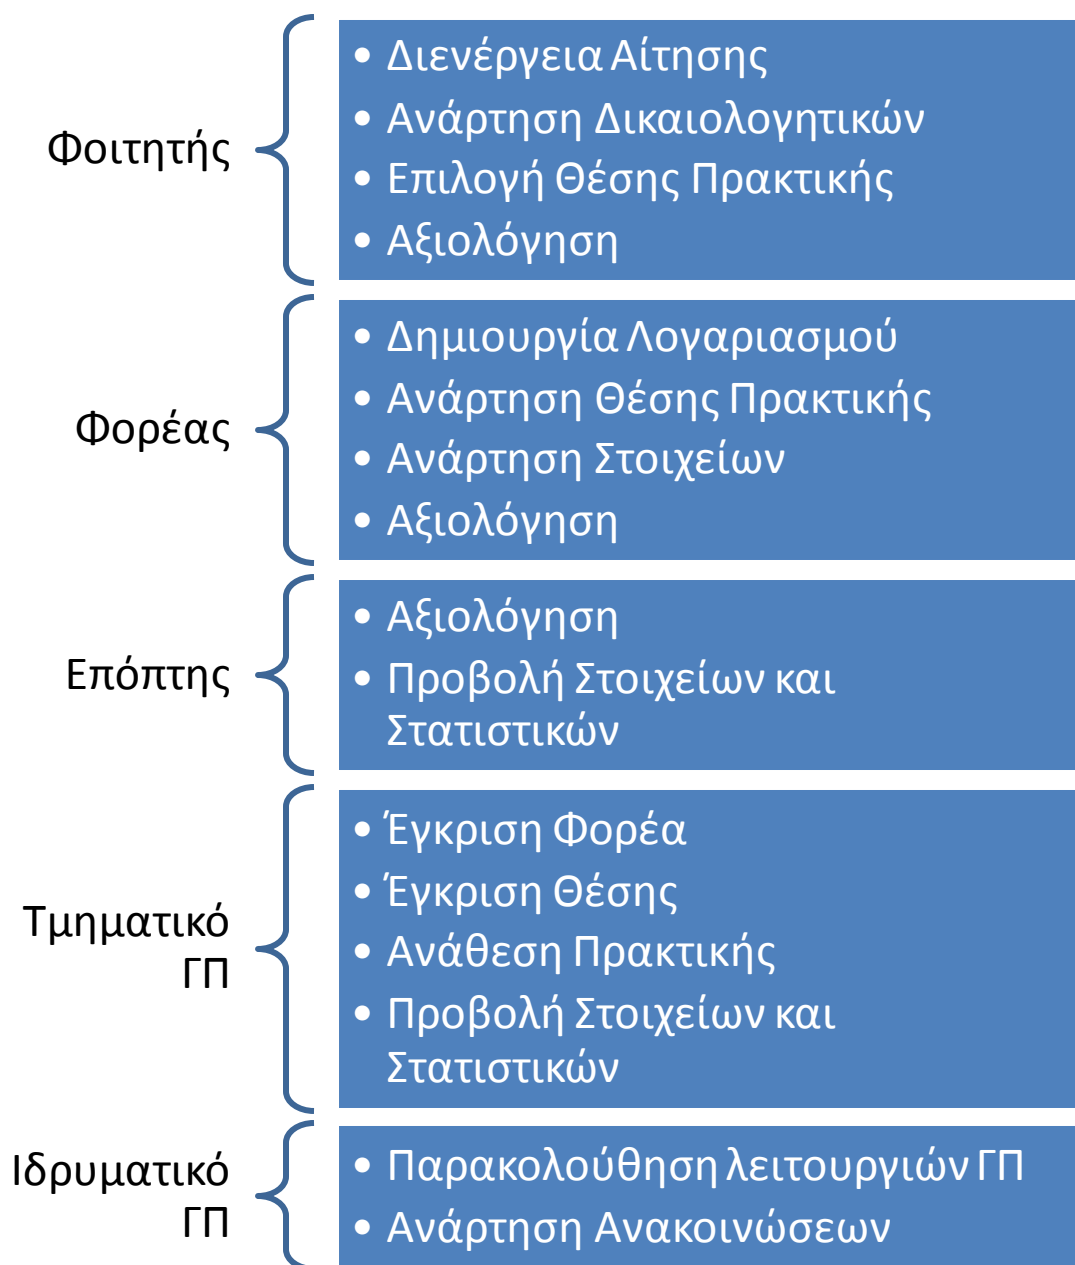 Φοιτητής
• Διενέργεια Αίτησης
• Ανάρτηση Δικαιολογητικών
• Επιλογή Θέσης Πρακτικής
• Αξιολόγηση
Φορέας
• Δημιουργία Λογαριασμού
• Ανάρτηση Θέσης Πρακτικής
• Ανάρτηση Στοιχείων
• Αξιολόγηση
Επόπτης
• Αξιολόγηση
• Προβολή Στοιχείων και
Στατιστικών
Τμηματικό
ΓΠ
• Έγκριση Φορέα
• Έγκριση Θέσης
• Ανάθεση Πρακτικής
• Προβολή Στοιχείων και
Στατιστικών
Ιδρυματικό
ΓΠ
• Παρακολούθηση λειτουργιών ΓΠ
• Ανάρτηση Ανακοινώσεων